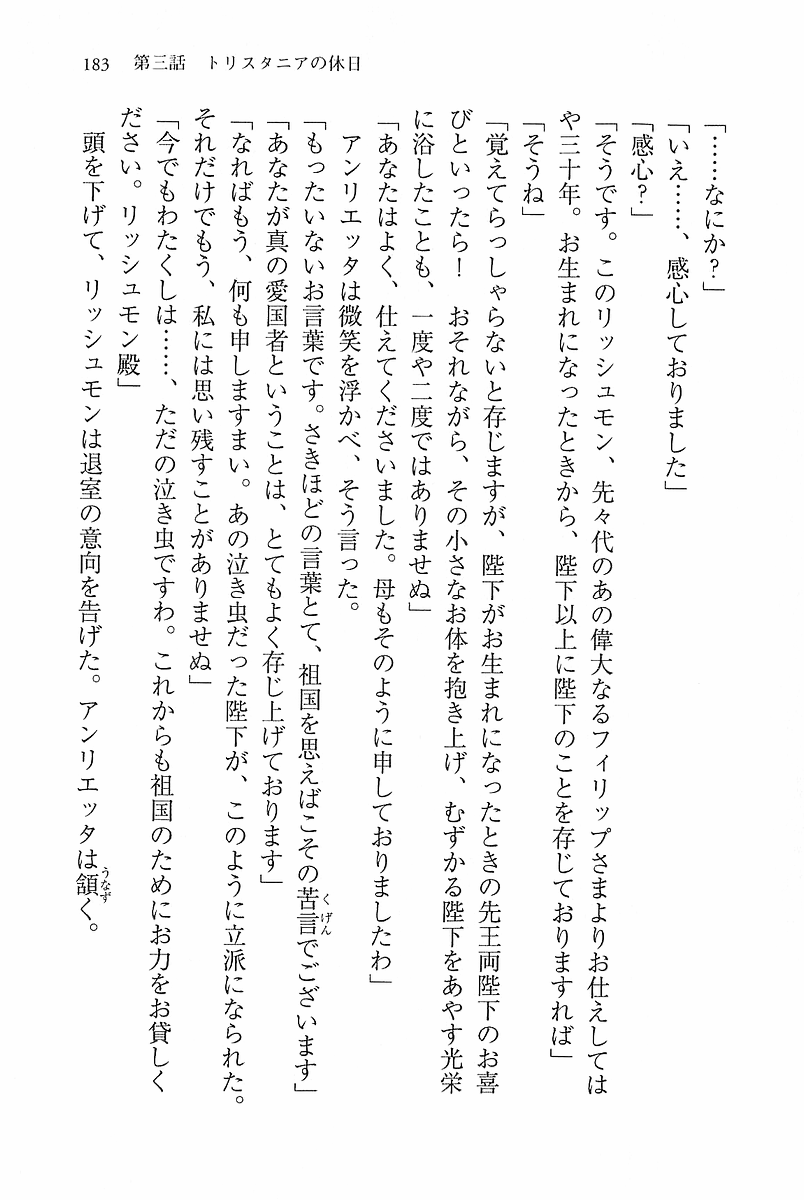 183　第三話　トリスタニアの休日
「……なにか？」
「いえ……、感心しておりました」
「感心？」
「そうです。このリッシュモン、先々代のあの偉大なるフィリップさまよりお仕えしては
や三十年。お生まれになったときから、陛下以上に陛下のことを存じておりますれば」
「そうね」
「覚えてらっしゃらないと存じますが、陛下がお生まれになったときの先王両陛下のお喜
びといったら！　おそれながら、その小さなお体を抱き上げ、むずかる陛下をあやす光栄
に浴したことも、一度や二度ではありませぬ」
「あなたはよく、仕えてくださいました。母もそのように申しておりましたわ」
　アンリエッタは微笑を浮かべ、そう言った。
「もったいないお言葉です。さきほどの言葉とて、祖国を思えばこその苦言でございます」
くげん
「あなたが真の愛国者ということは、とてもよく存じ上げております」
「なればもう、何も申しますまい。あの泣き虫だった陛下が、このように立派になられた。
それだけでもう、私には思い残すことがありませぬ」
「今でもわたくしは……、ただの泣き虫ですわ。これからも祖国のためにお力をお貸しく
ださい。リッシュモン殿」
　頭を下げて、リッシュモンは退室の意向を告げた。アンリエッタは頷く。
うなず